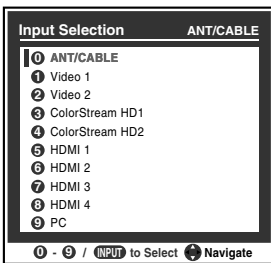 Input Selection ANT/CABLE
0 ANT/CABLE
1 Video 1
2 Video 2
3 ColorStream HD1
4 ColorStream HD2
5 HDMI 1
6 HDMI 2
7 HDMI 3
8 HDMI 4
9 PC
0 - 9 / INPUT to Select Navigate